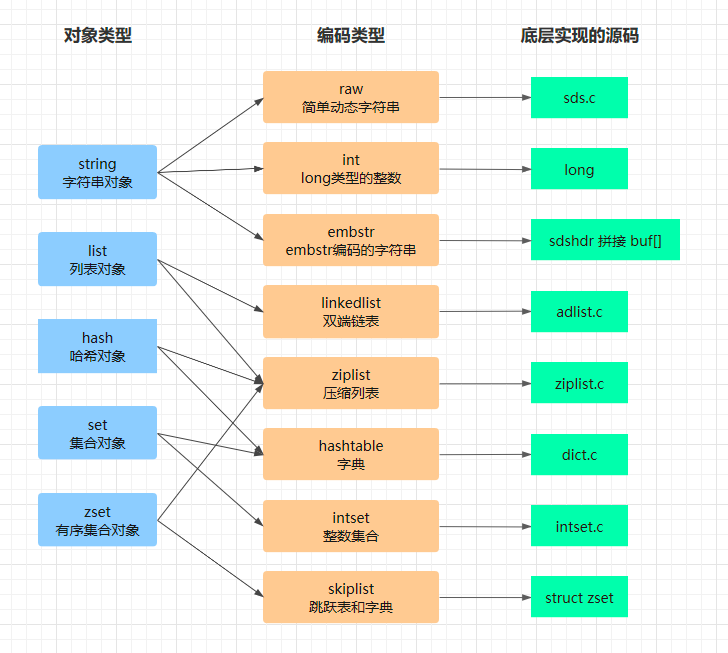 对象类型
编码类型
底层实现的源码
string
字符串对象
list
列表对象
hash
哈希对象
set
集合对象
zset
有序集合对象
raw
简单动态字符串
int
long类型的整数
embstr
embstr编码的字符串
linkedlist
双端链表
ziplist
压缩列表
hashtable
字典
intset
整数集合
skiplist
跳跃表和字典
sds.c
long
sdshdr 拼接 buf[]
adlist.c
ziplist.c
dict.c
intset.c
struct zset